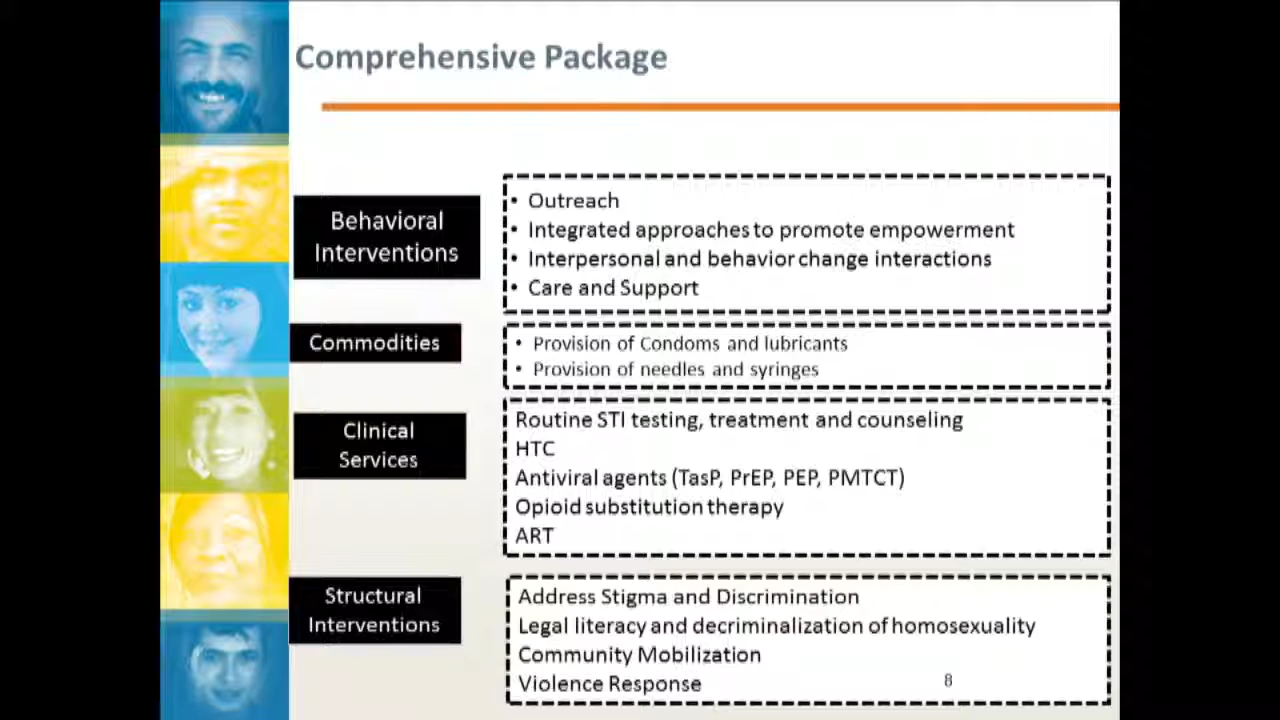 Comprehensive Package
Behavioral
Interventions
• Outreach
• Integrated approaches to promote empowerment
• Interpersonal and behavior change interactions
• Care and Support
Commodities
• Provision of Condoms and lubricants
• Provision of needles and syringes
Clinical
Services
Routine STI testing, treatment and counseling
HTC
Antiviral agents (TasP, PrEP, PEP, PMTCT)
Opioid substitution therapy
ART
Structural
Interventions
Address Stigma and Discrimination
Legal literacy and decriminalization of homosexuality
Community Mobilization
Violence Response
8